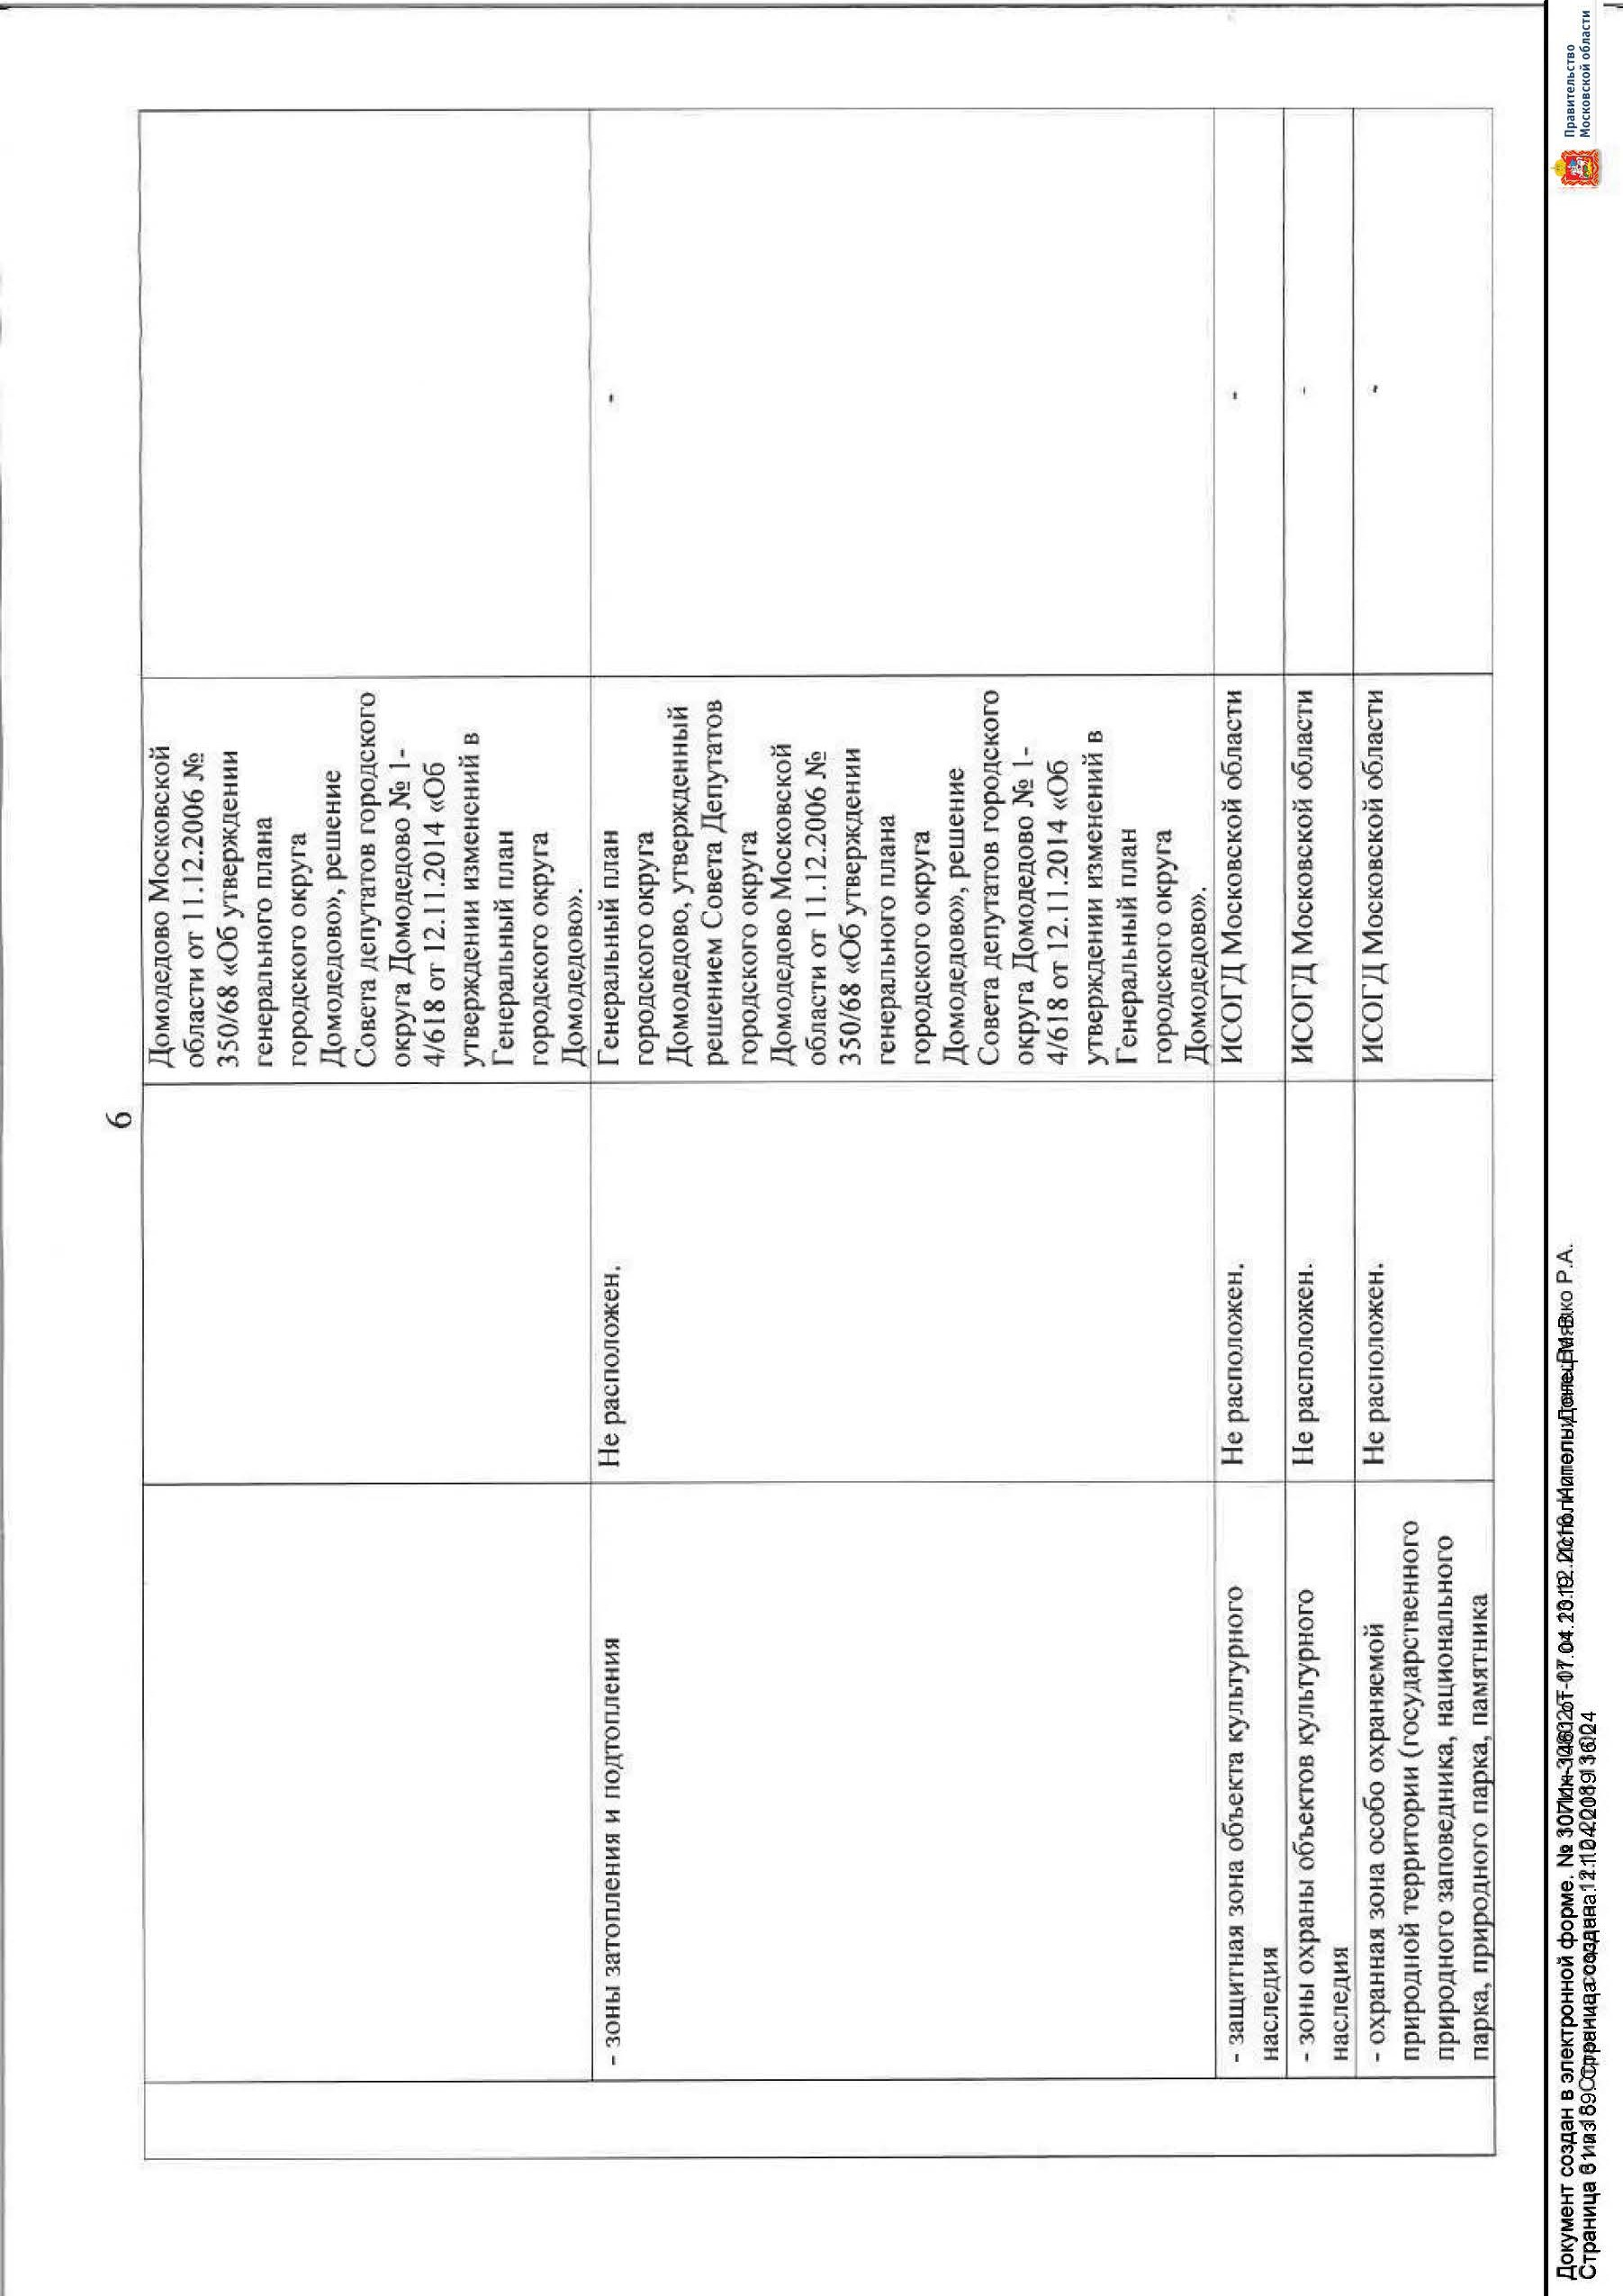 6
Домодедово Московской
области от 11.12.2006 №
350/68 «Об утверждении
генерального плана
городского округа
Домодедово», решение
Совета депутатов городского
округа Домодедово № 1-
4/618 от 12.11.2014 «Об
утверждении изменений в
Генеральный план
городского округа
Домодедово».
- зоны затопления и подтопления
Не расположен.
Генеральный план
городского округа
Домодедово, утвержденный
решением Совета Депутатов
городского округа
Домодедово Московской
области от 11.12.2006 №
350/68 «Об утверждении
генерального плана
городского округа
Домодедово», решение
Совета депутатов городского
округа Домодедово № 1-
4/618 от 12.11.2014 «Об
утверждении изменений в
Генеральный план
городского округа
Домодедово».
-
- защитная зона объекта культурного
наследия
Не расположен.
ИСОГД Московской области
-
- зоны охраны объектов культурного
наследия
Не расположен.
ИСОГД Московской области
-
- охранная зона особо охраняемой
природной территории (государственного
природного заповедника, национального
парка, природного парка, памятника
Не расположен.
ИСОГД Московской области
-
Документ создан в электронной форме. №
Страница
Правительство
Московской области